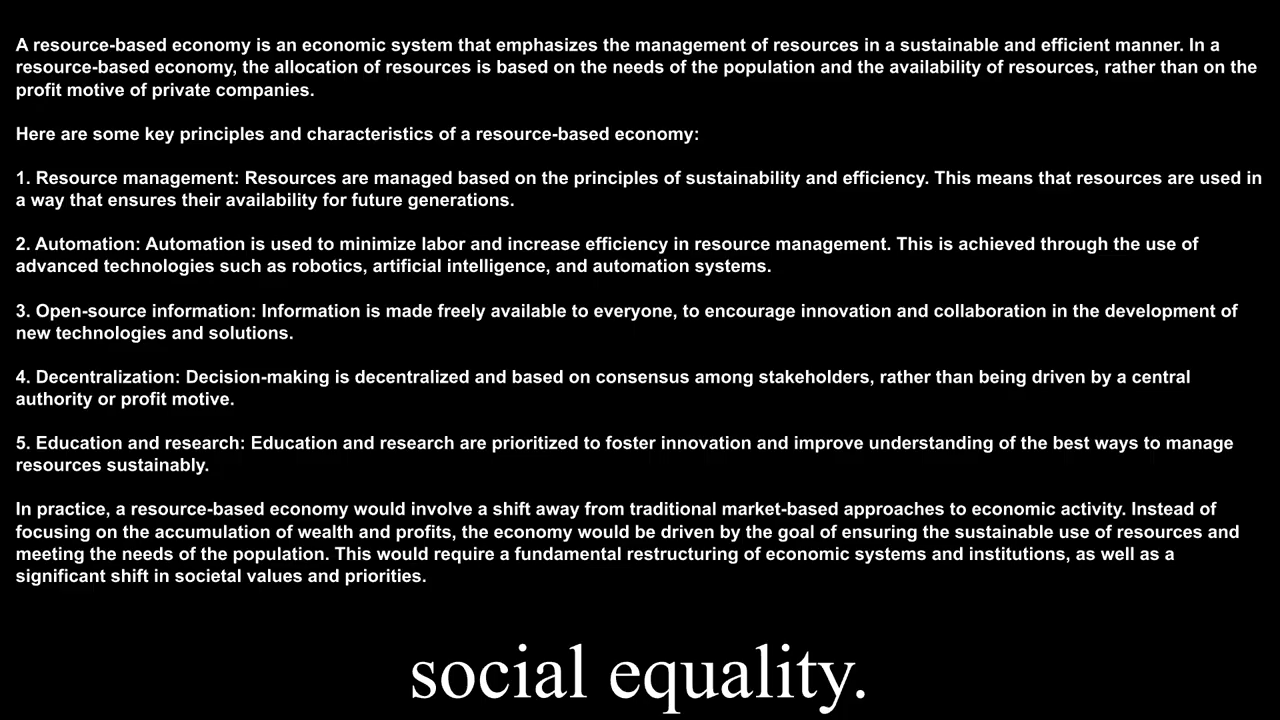 A resource-based economy is an economic system that emphasizes the management of resources in a sustainable and efficient manner. In a
resource-based economy, the allocation of resources is based on the needs of the population and the availability of resources, rather than on the
profit motive of private companies.
Here are some key principles and characteristics of a resource-based economy:
1. Resource management: Resources are managed based on the principles of sustainability and efficiency. This means that resources are used in
a way that ensures their availability for future generations.
2. Automation: Automation is used to minimize labor and increase efficiency in resource management. This is achieved through the use of
advanced technologies such as robotics, artificial intelligence, and automation systems.
3. Open-source information: Information is made freely available to everyone, to encourage innovation and collaboration in the development of
new technologies and solutions.
4. Decentralization: Decision-making is decentralized and based on consensus among stakeholders, rather than being driven by a central
authority or profit motive.
5. Education and research: Education and research are prioritized to foster innovation and improve understanding of the best ways to manage
resources sustainably.
In practice, a resource-based economy would involve a shift away from traditional market-based approaches to economic activity. Instead of
focusing on the accumulation of wealth and profits, the economy would be driven by the goal of ensuring the sustainable use of resources and
meeting the needs of the population. This would require a fundamental restructuring of economic systems and institutions, as well as a
significant shift in societal values and priorities.
social equality.